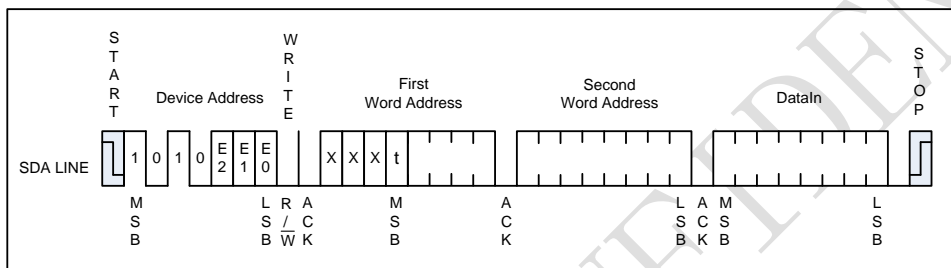 START
WRITE
STOP
Device Address
First
Word Address
Second
Word Address
DataIn
SDA LINE
1 0 1 0 E2 E1 E0
X X X t
MSB
LSB
R/W
ACK
MSB
ACK
LSB
ACK
MSB
LSB